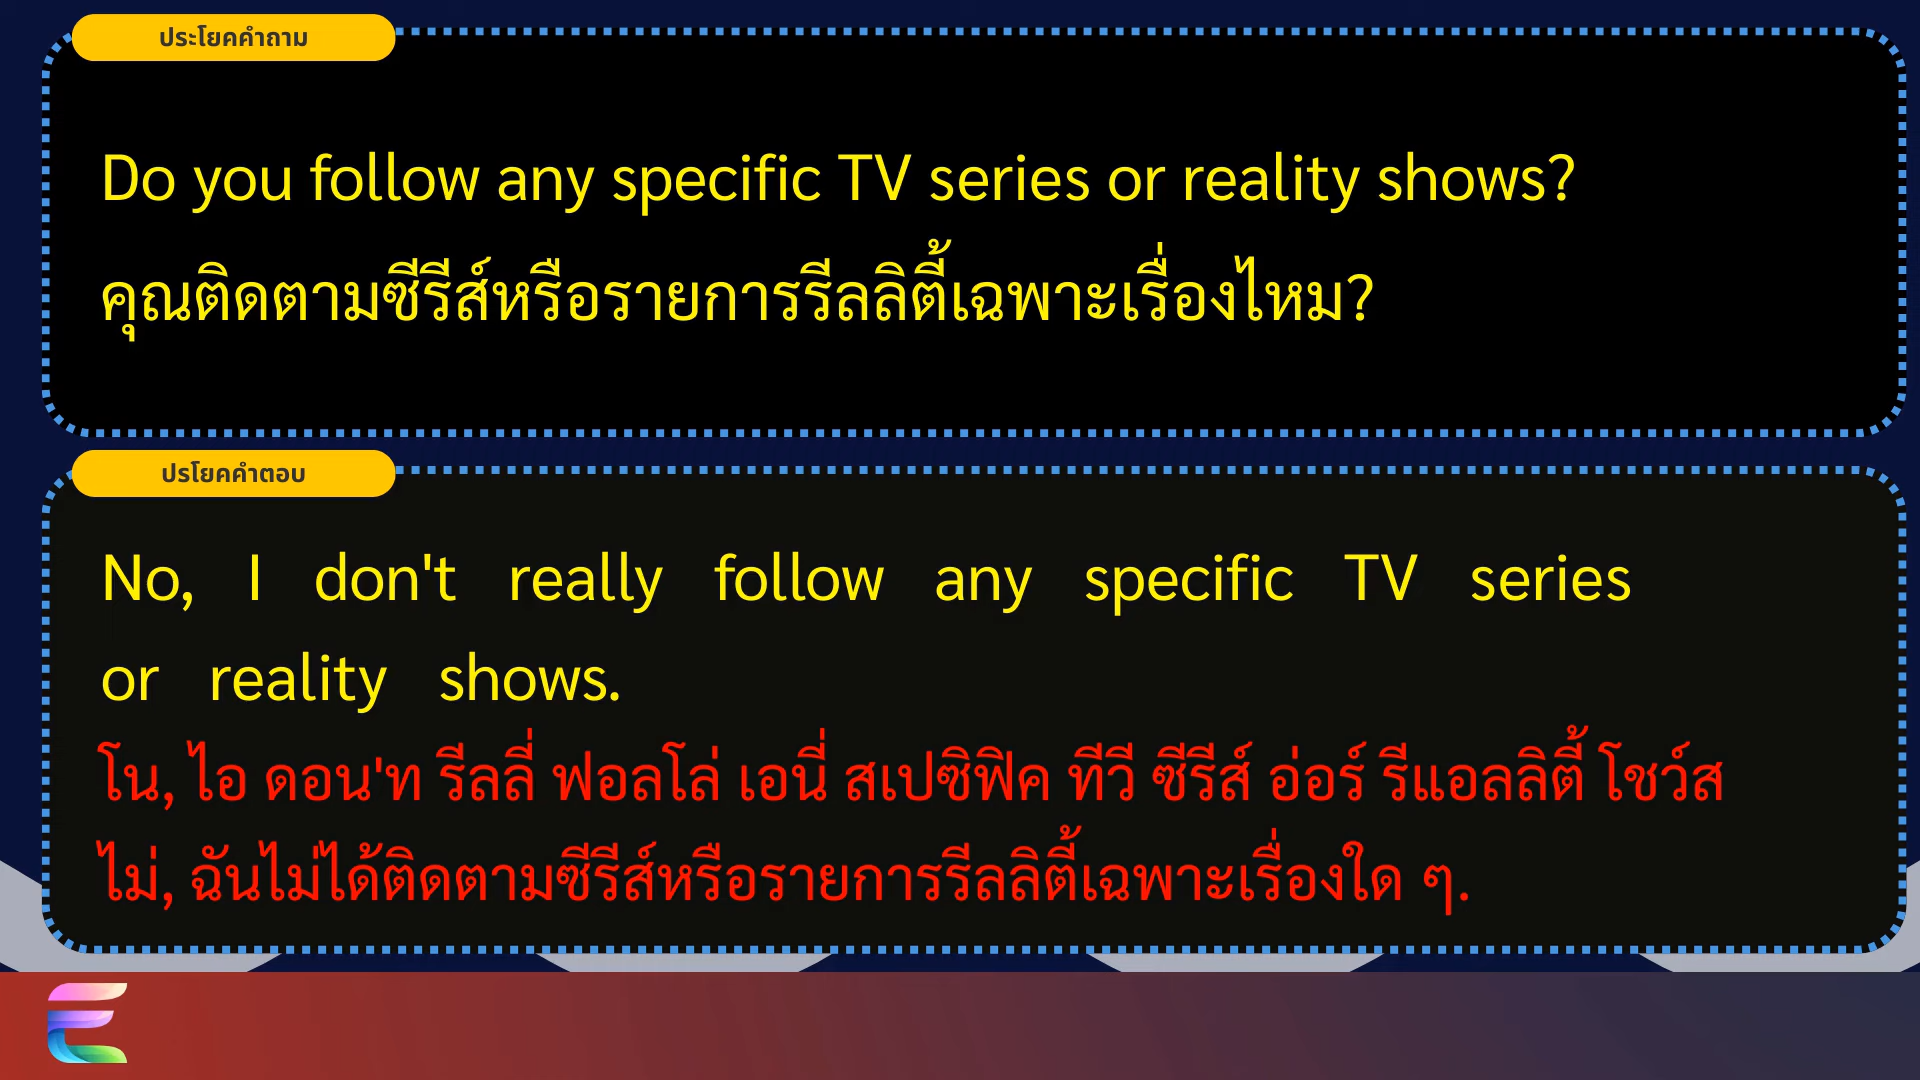 ประโยคคำถาม
Do you follow any specific TV series or reality shows?
คุณติดตามซีรีส์หรือรายการรีลลิตี้เฉพาะเรื่องไหม?
ปรโยคคำตอบ
No, I don't really follow any specific TV series
or reality shows.
โน, ไอ ดอน'ท รีลลี่ ฟอลโล่ เอนี่ สเปซิฟิค ทีวี ซีรีส์ อ่อร์ รีแอลลิตี้ โชว์ส
ไม่, ฉันไม่ได้ติดตามซีรีส์หรือรายการรีลลิตี้เฉพาะเรื่องใด ๆ.